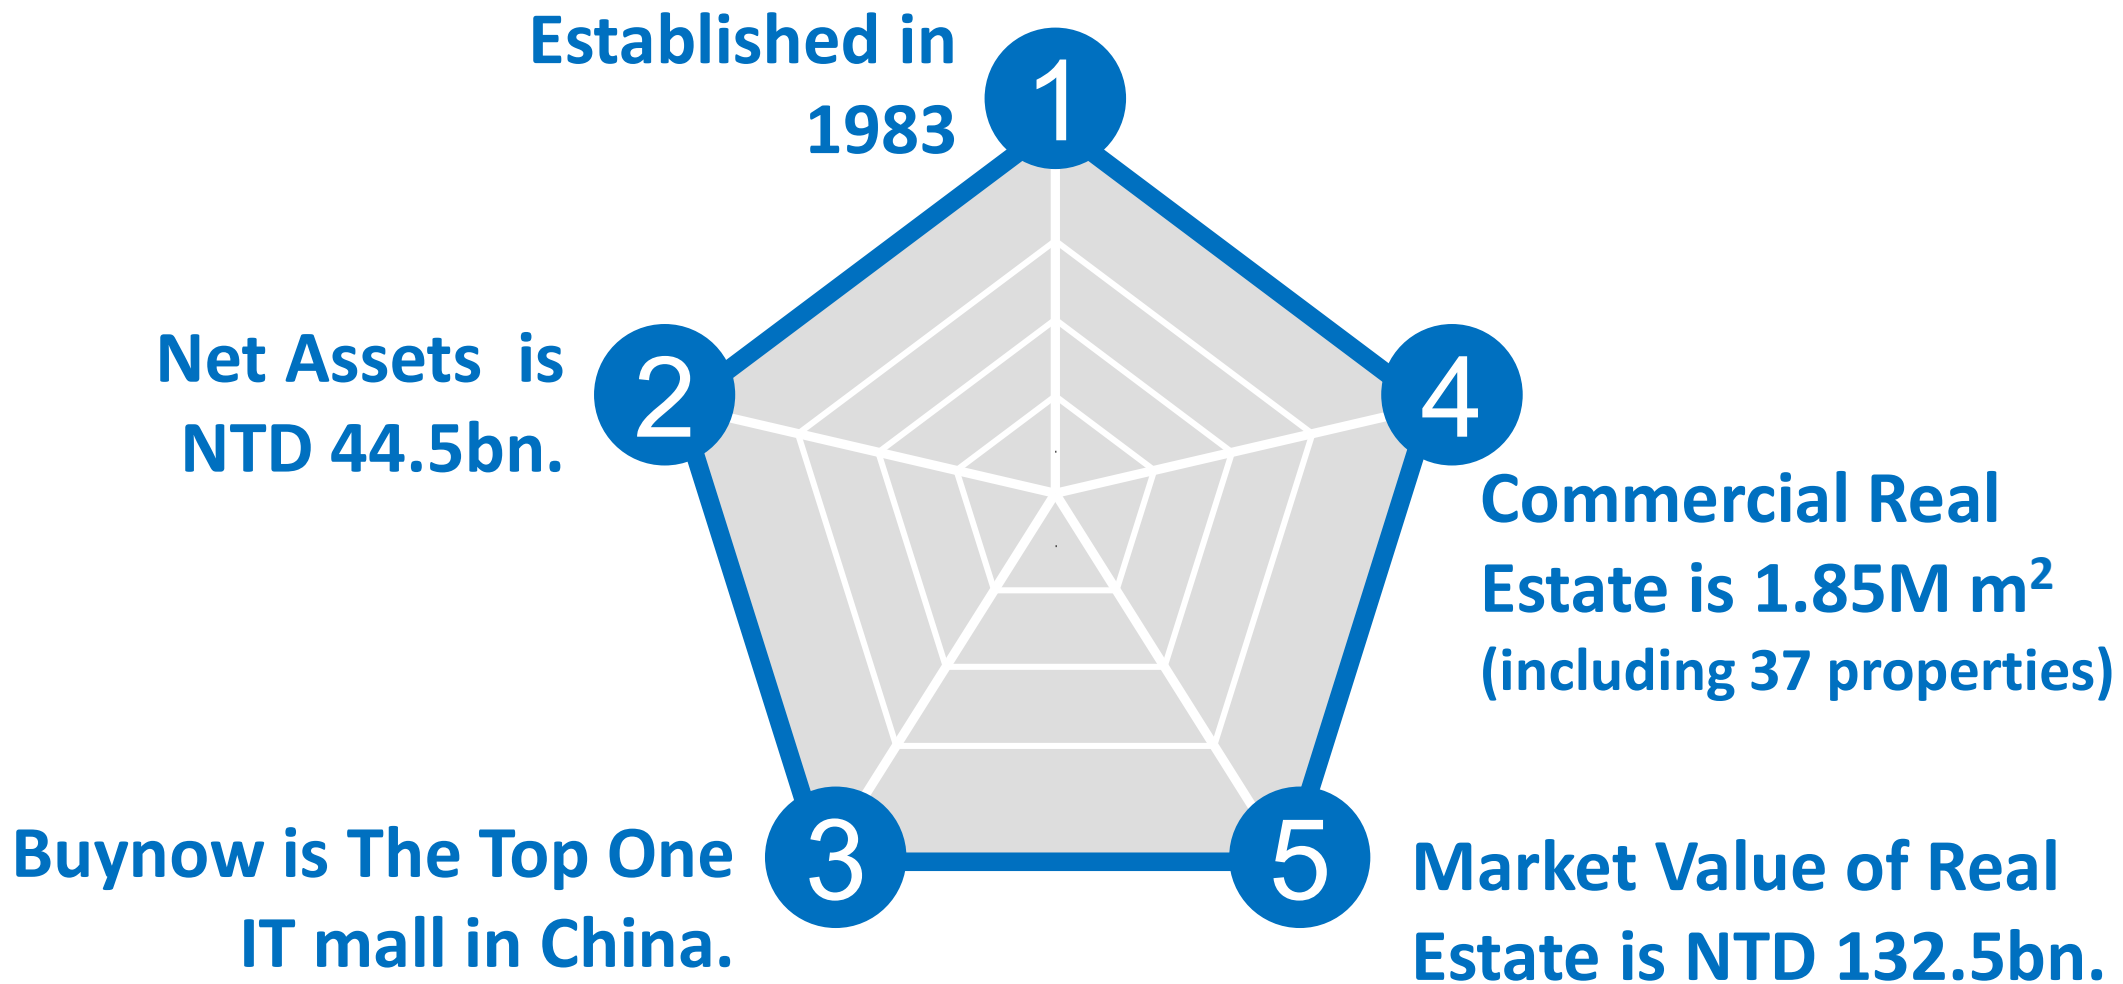 Established in
1983
1
2
Net Assets  is
NTD 44.5bn.
3
Buynow is The Top One
IT mall in China.
4
Commercial Real
Estate is 1.85M m²
(including 37 properties)
5
Market Value of Real
Estate is NTD 132.5bn.